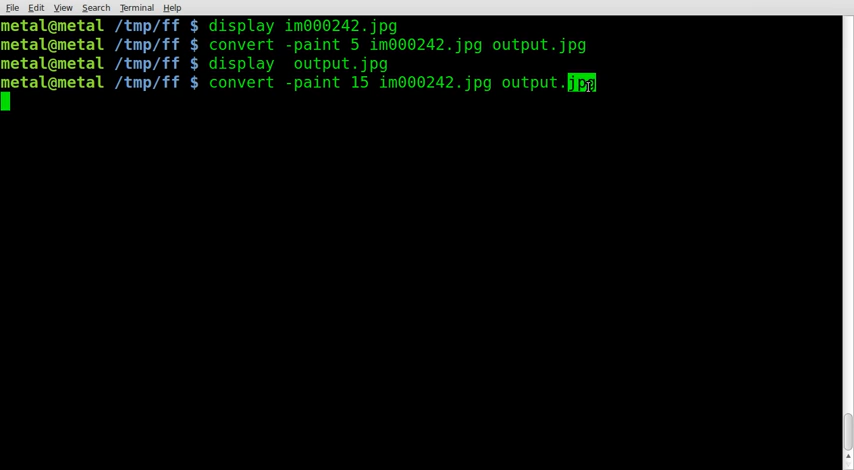 File Edit View Search Terminal Help
metal@metal /tmp/ff $ display im000242.jpg
metal@metal /tmp/ff $ convert -paint 5 im000242.jpg output.jpg
metal@metal /tmp/ff $ display  output.jpg
metal@metal /tmp/ff $ convert -paint 15 im000242.jpg output.jpg